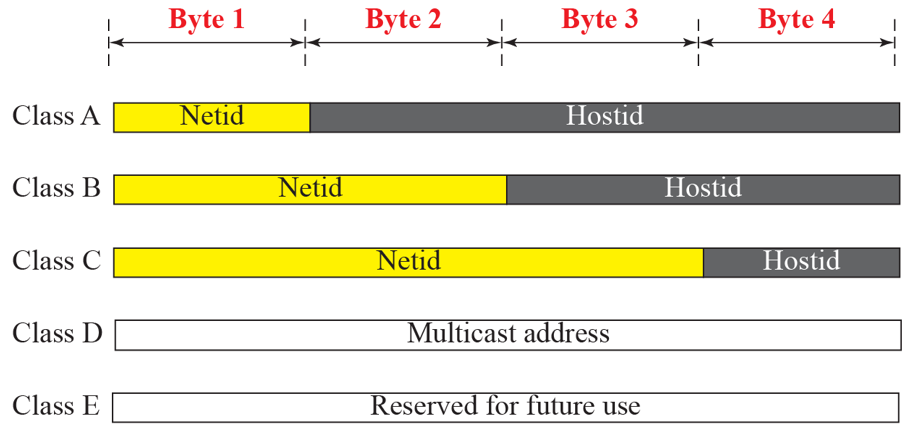 Byte 1 Byte 2 Byte 3 Byte 4
Class A Netid Hostid
Class B Netid Hostid
Class C Netid Hostid
Class D Multicast address
Class E Reserved for future use